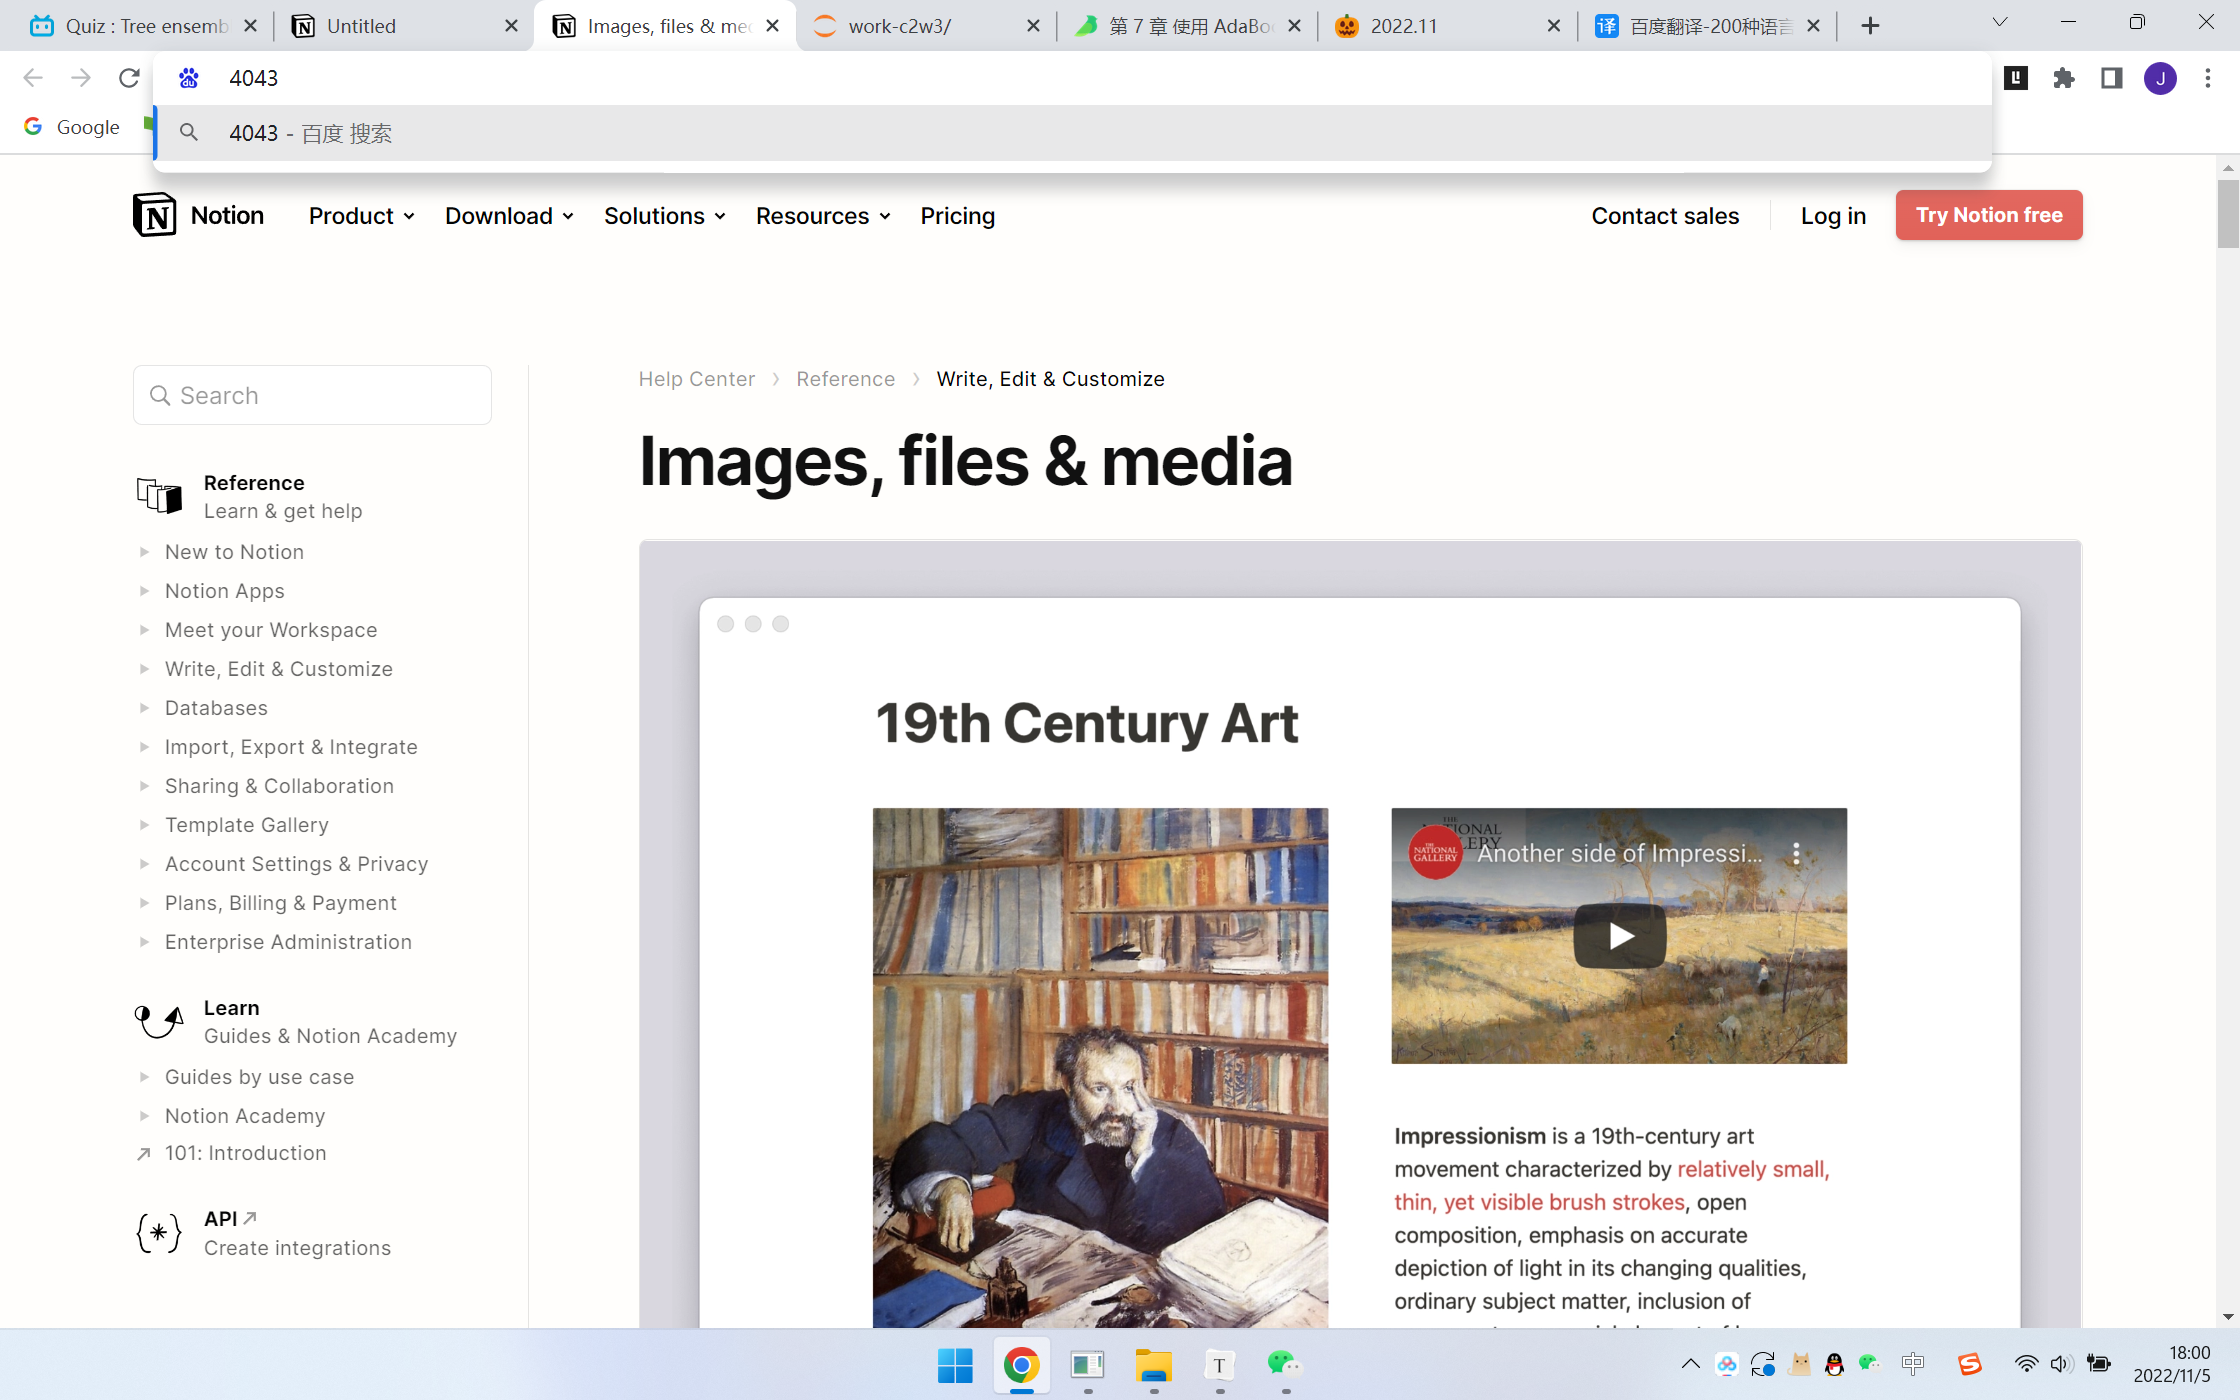 Quiz : Tree ensemb
Untitled
Images, files & med
work-c2w3/
第 7 章 使用 AdaBoo
2022.11
百度翻译-200种语言
4043
J
Google
4043 - 百度 搜索
Notion
Product
Download
Solutions
Resources
Pricing
Contact sales
Log in
Try Notion free
Search
Reference
Learn & get help
New to Notion
Notion Apps
Meet your Workspace
Write, Edit & Customize
Databases
Import, Export & Integrate
Sharing & Collaboration
Template Gallery
Account Settings & Privacy
Plans, Billing & Payment
Enterprise Administration
Learn
Guides & Notion Academy
Guides by use case
Notion Academy
101: Introduction
API
Create integrations
Help Center > Reference > Write, Edit & Customize
Images, files & media
19th Century Art
THE
NATIONAL
GALLERY
Another side of Impressi...
Impressionism is a 19th-century art
movement characterized by relatively small,
thin, yet visible brush strokes, open
composition, emphasis on accurate
depiction of light in its changing qualities,
ordinary subject matter, inclusion of
中
18:00
2022/11/5